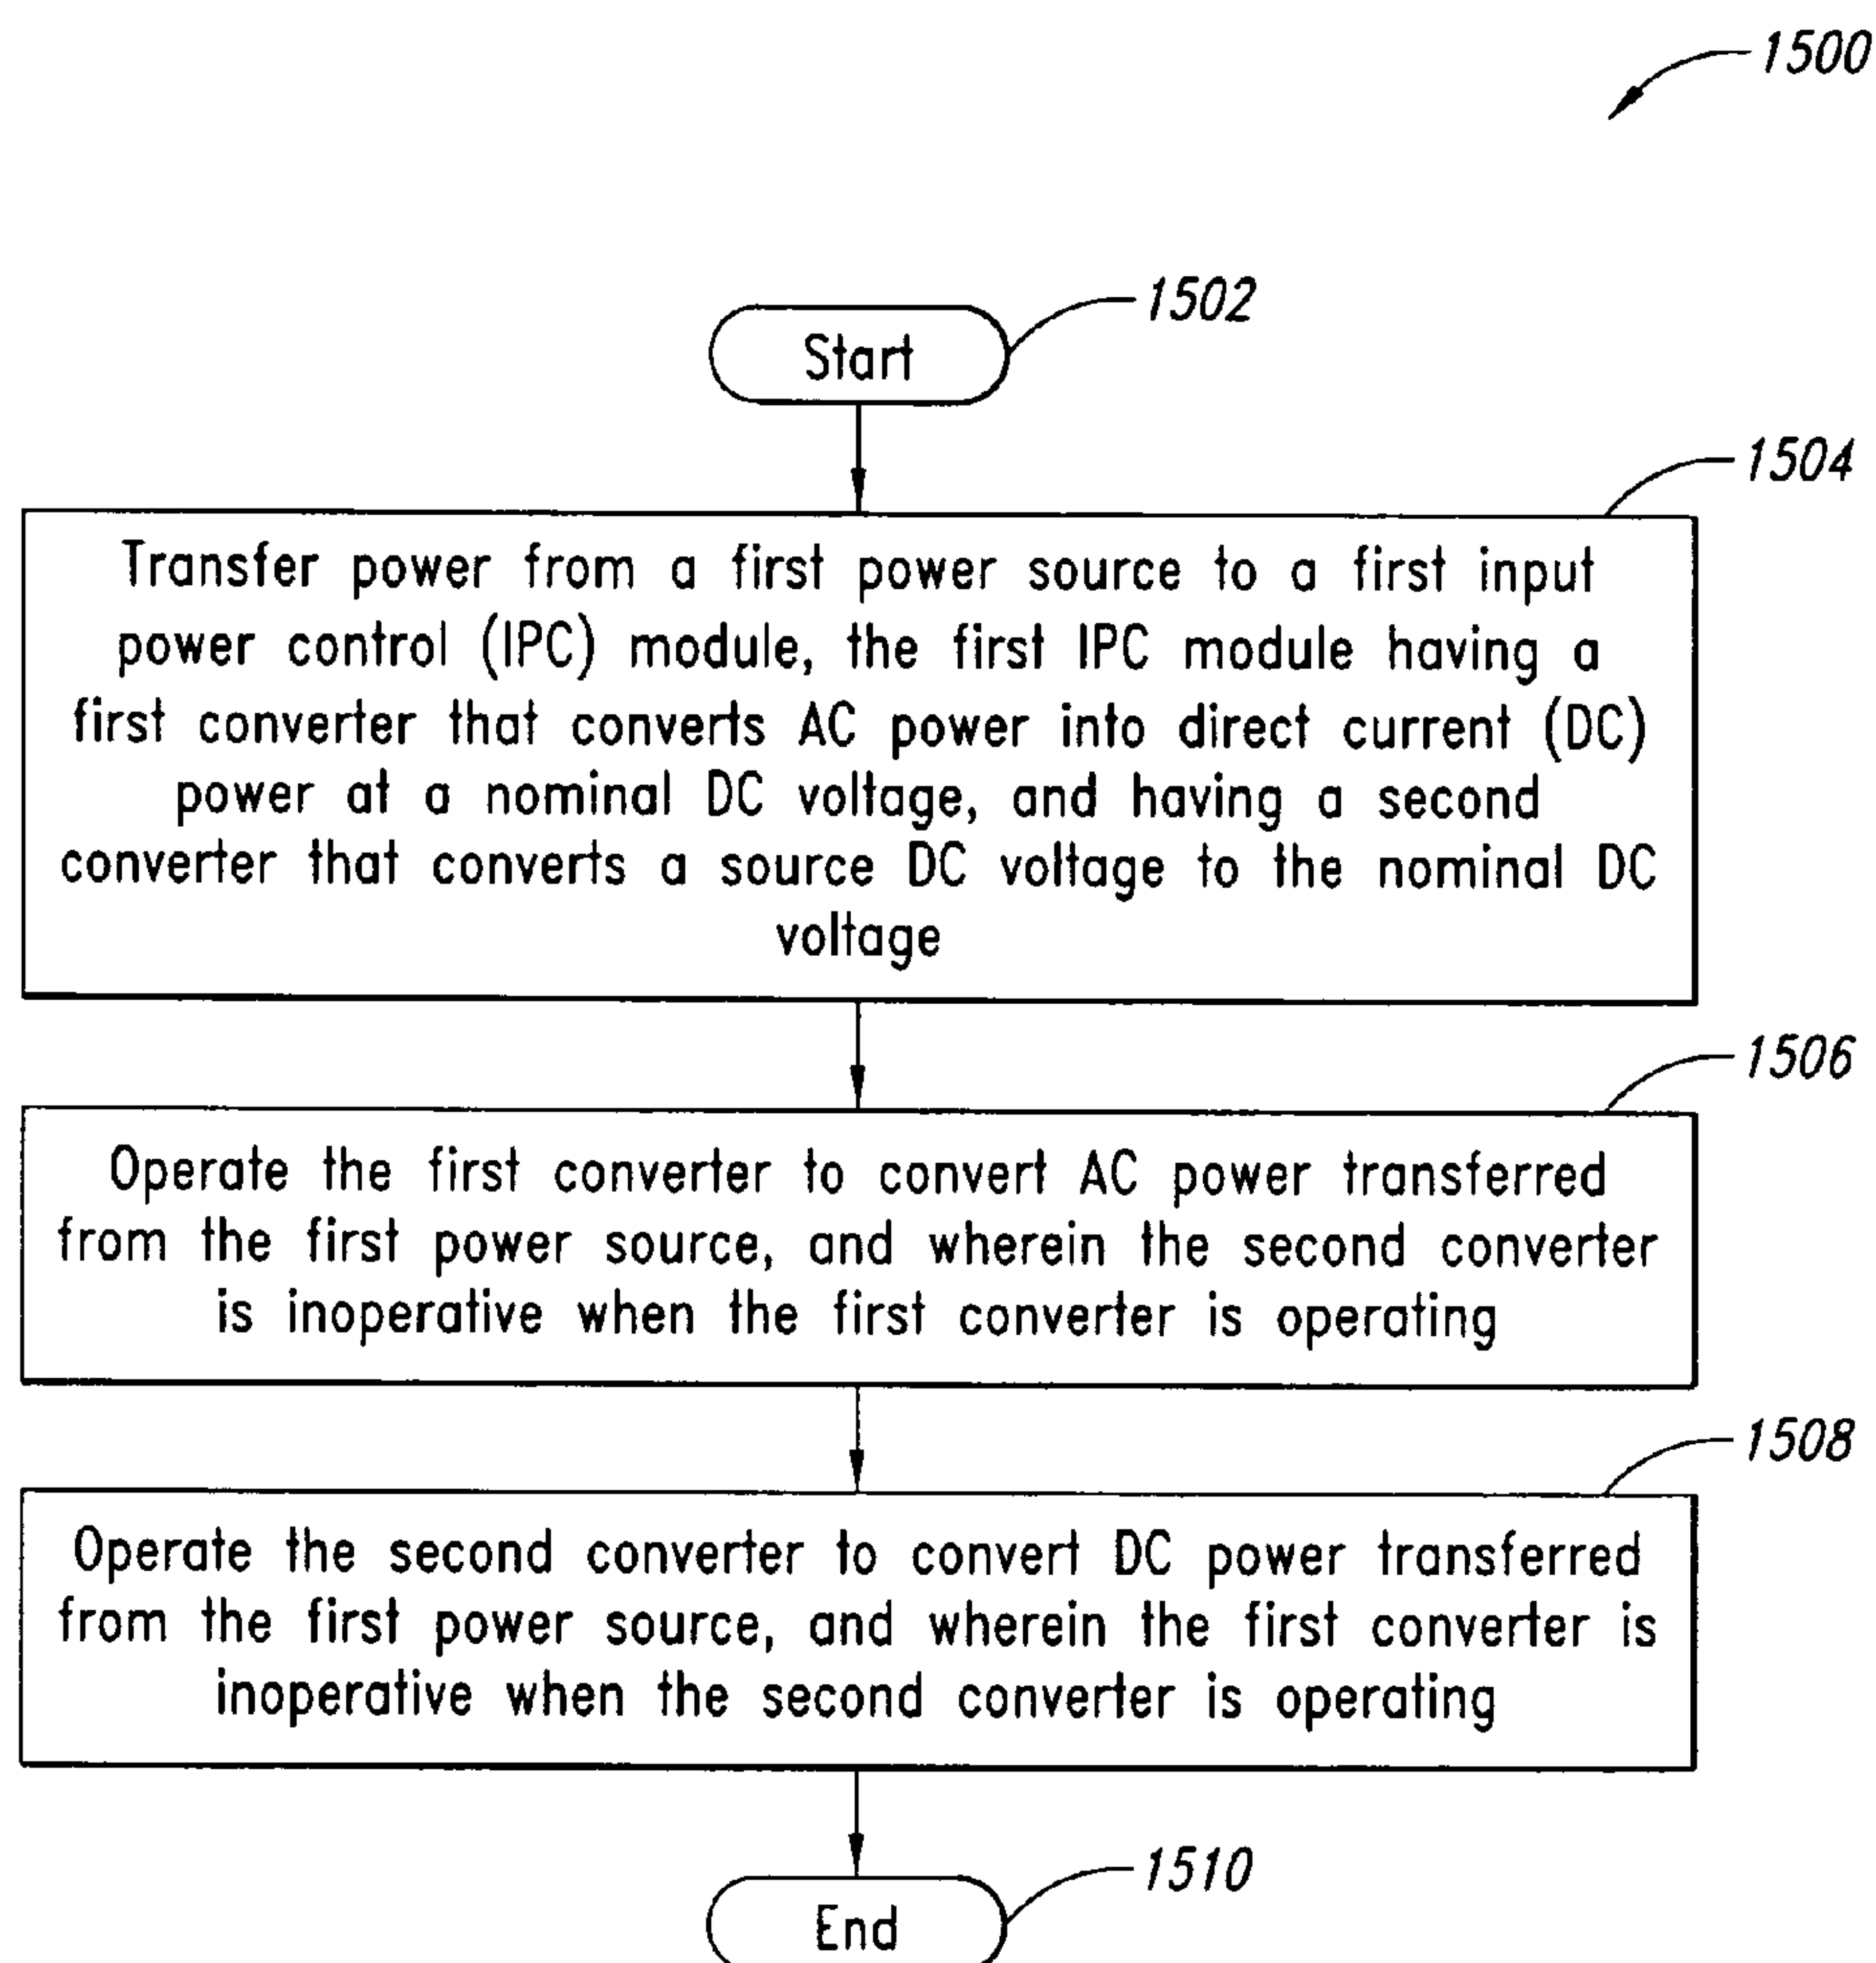 1500
1502
Start
1504
Transfer power from a first power source to a first input
power control (IPC) module, the first IPC module having a
first converter that converts AC power into direct current (DC)
power at a nominal DC voltage, and having a second
converter that converts a source DC voltage to the nominal DC
voltage
1506
Operate the first converter to convert AC power transferred
from the first power source, and wherein the second converter
is inoperative when the first converter is operating
1508
Operate the second converter to convert DC power transferred
from the first power source, and wherein the first converter is
inoperative when the second converter is operating
1510
End